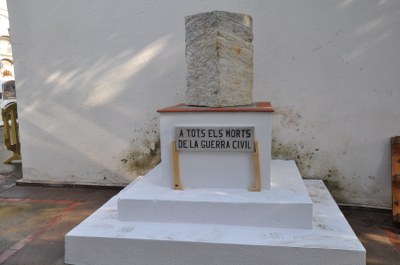 A TOTS ELS MORTS
DE LA GUERRA CIVIL